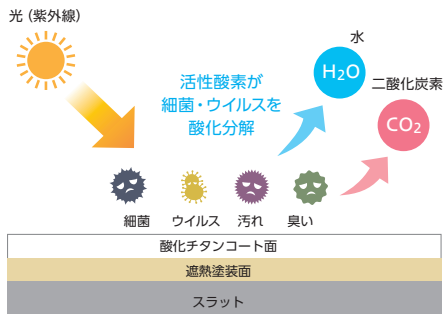 光（紫外線）
水
活性酸素が
細菌・ウイルスを
酸化分解
H₂O
二酸化炭素
CO₂
細菌 ウイルス 汚れ 臭い
酸化チタンコート面
遮熱塗装面
スラット